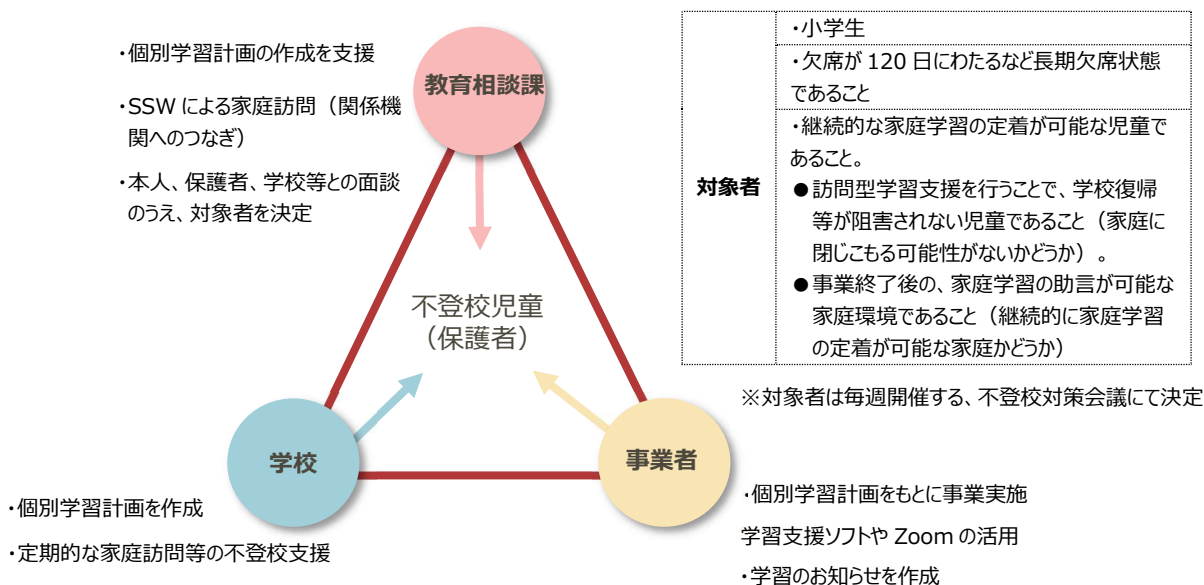 ・個別学習計画の作成を支援
・SSW による家庭訪問（関係機
関へのつなぎ）
・本人、保護者、学校等との面談
のうえ、対象者を決定
教育相談課
不登校児童
（保護者）
学校
事業者
・個別学習計画を作成
・定期的な家庭訪問等の不登校支援
対象者
・小学生
・欠席が 120 日にわたるなど長期欠席状態
であること
・継続的な家庭学習の定着が可能な児童で
あること。
●訪問型学習支援を行うことで、学校復帰
等が阻害されない児童であること（家庭に
閉じこもる可能性がないかどうか）。
●事業終了後の、家庭学習の助言が可能な
家庭環境であること（継続的に家庭学習
の定着が可能な家庭かどうか）
※対象者は毎週開催する、不登校対策会議にて決定
・個別学習計画をもとに事業実施
学習支援ソフトや Zoom の活用
・学習のお知らせを作成